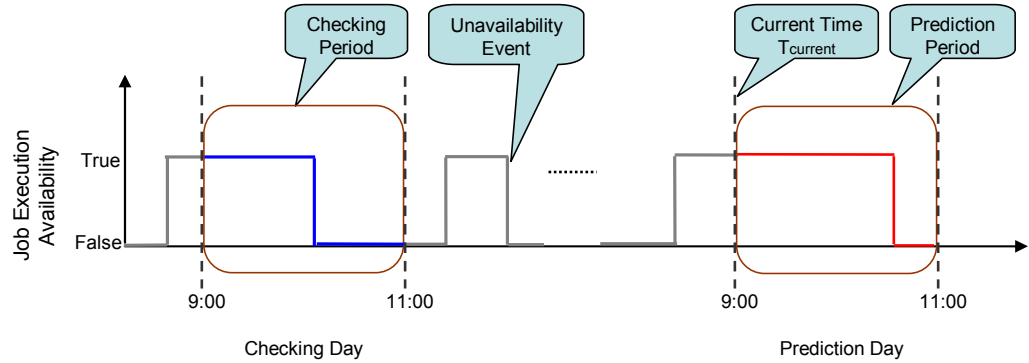 Checking
Period
Unavailability
Event
Current Time
Tcurrent
Prediction
Period
Job Execution
Availability
True
False
9:00
11:00
9:00
11:00
Checking Day
Prediction Day